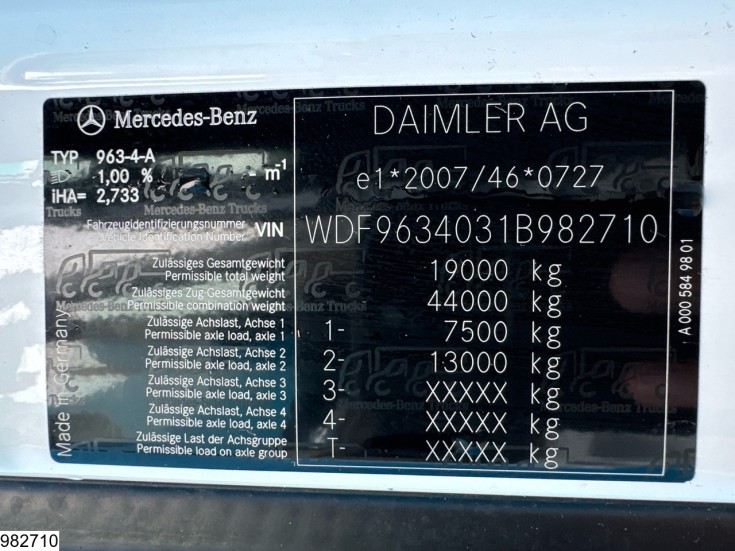 Mercedes-Benz
TYP 963-4-A
1,00 % - m-1
iHA= 2,733
Fahrzeugidentifizierungsnummer
Vehicle Identification Number VIN
DAIMLER AG
e1*2007/46*0727
WDF9634031B982710
Zulässiges Gesamtgewicht
Permissible total weight 19000 kg
Zulässiges Zug-Gesamtgewicht
Permissible combination weight 44000 kg
Zulässige Achslast, Achse 1
Permissible axle load, axle 1 1- 7500 kg
Zulässige Achslast, Achse 2
Permissible axle load, axle 2 2- 13000 kg
Zulässige Achslast, Achse 3
Permissible axle load, axle 3 3- XXXXX kg
Zulässige Achslast, Achse 4
Permissible axle load, axle 4 4- XXXXX kg
Zulässige Last der Achsgruppe
Permissible load on axle group T- XXXXX kg
Made in Germany
A 000 584 98 01
Mercedes-Benz Trucks
982710